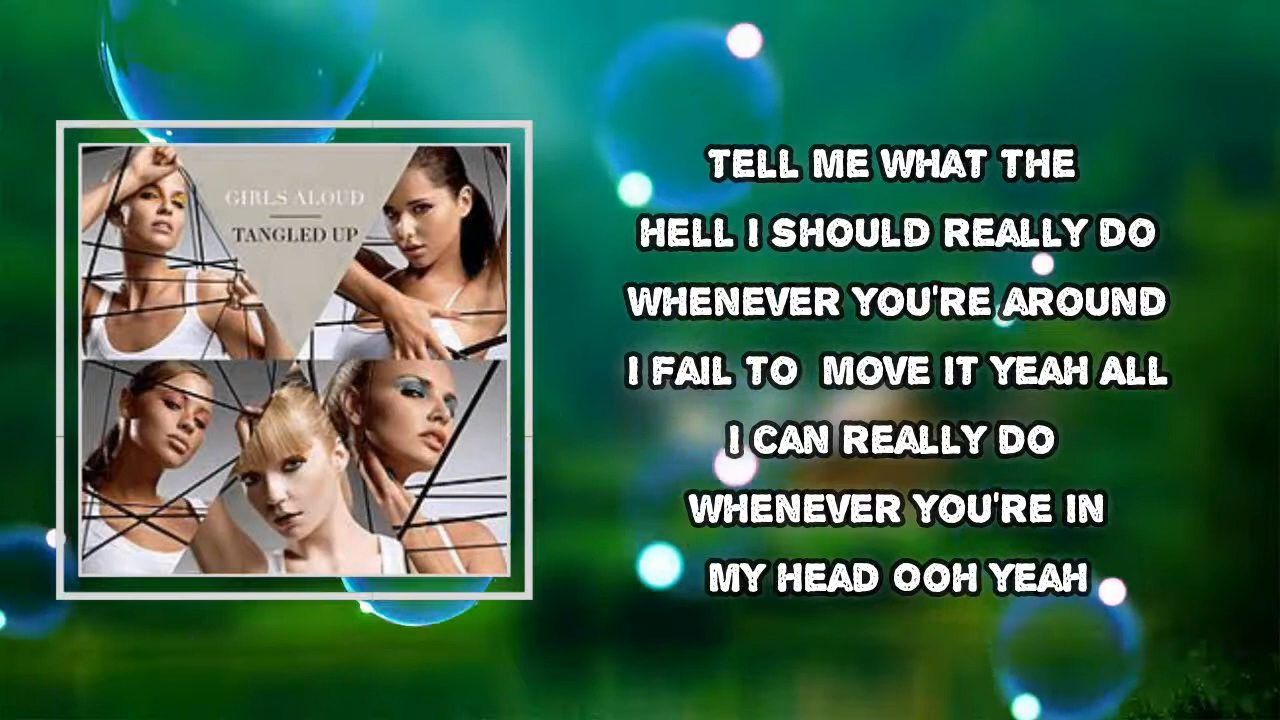 GIRLS ALOUD
TANGLED UP
TELL ME WHAT THE
HELL I SHOULD REALLY DO
WHENEVER YOU'RE AROUND
I FAIL TO  MOVE IT YEAH ALL
I CAN REALLY DO
WHENEVER YOU'RE IN
MY HEAD OOH YEAH